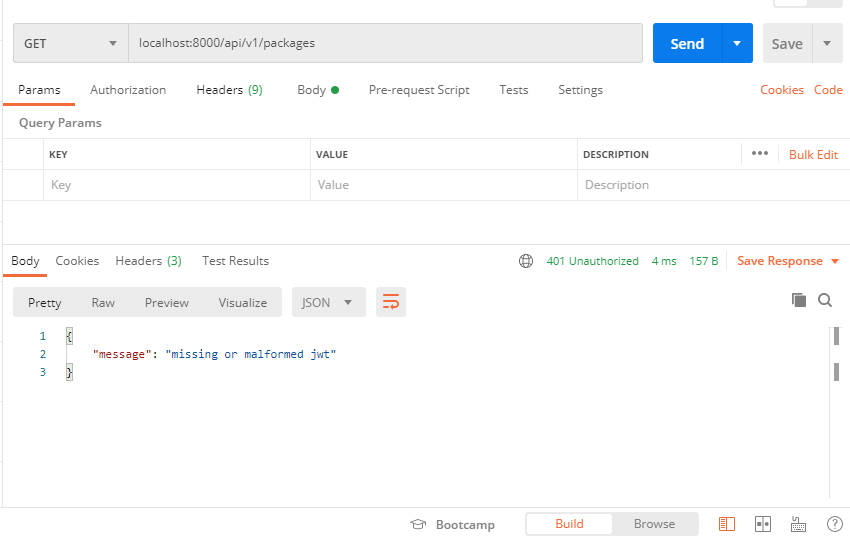 GET localhost:8000/api/v1/packages Send Save
Params Authorization Headers (9) Body Pre-request Script Tests Settings Cookies Code
Query Params
KEY VALUE DESCRIPTION ••• Bulk Edit
Key Value Description
Body Cookies Headers (3) Test Results 401 Unauthorized 4 ms 157 B Save Response
Pretty Raw Preview Visualize JSON
1 {
2 "message": "missing or malformed jwt"
3 }
Bootcamp Build Browse ?